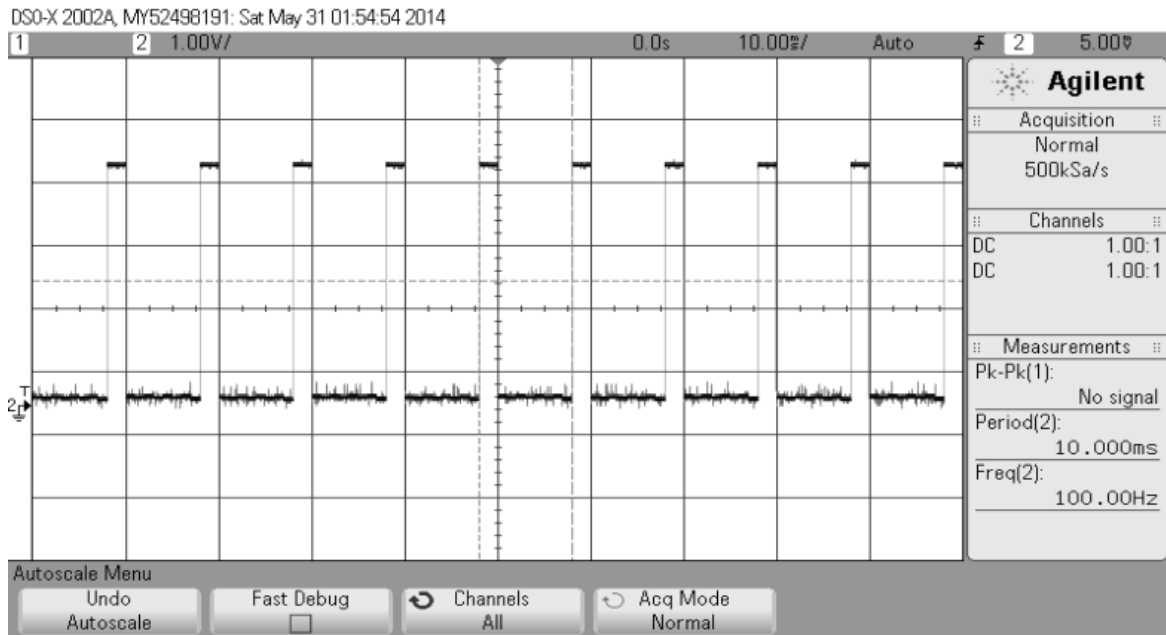 DSO-X 2002A, MY52498191: Sat May 31 01:54:54 2014
1 2 1.00V/ 0.0s 10.00ms/ Auto 2 5.00V
Agilent
Acquisition
Normal
500kSa/s
Channels
DC 1.00:1
DC 1.00:1
Measurements
Pk-Pk(1):
No signal
Period(2):
10.000ms
Freq(2):
100.00Hz
T
2
Autoscale Menu
Undo Autoscale
Fast Debug
Channels
All
Acq Mode
Normal